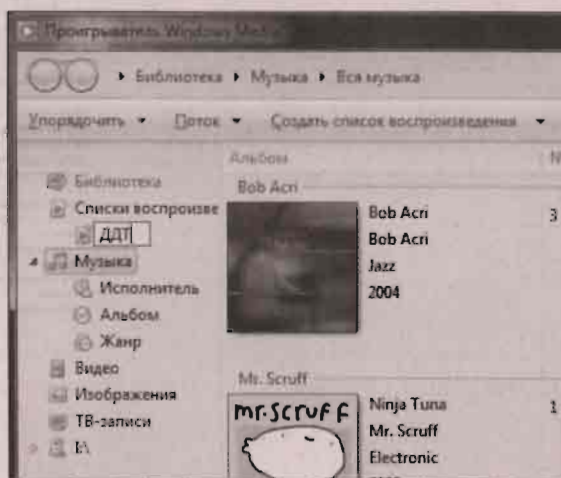 Проигрыватель Windows Media
Библиотека ▸ Музыка ▸ Вся музыка
Упорядочить Поток Создать список воспроизведения
Альбом
Библиотека
Списки воспроизве
ДДТ
Музыка
Исполнитель
Альбом
Жанр
Видео
Изображения
ТВ-записи
I:\
Bob Acri
Bob Acri 3
Bob Acri
Jazz
2004
Mr. Scruff
mr.scruff
Ninja Tuna 1
Mr. Scruff
Electronic